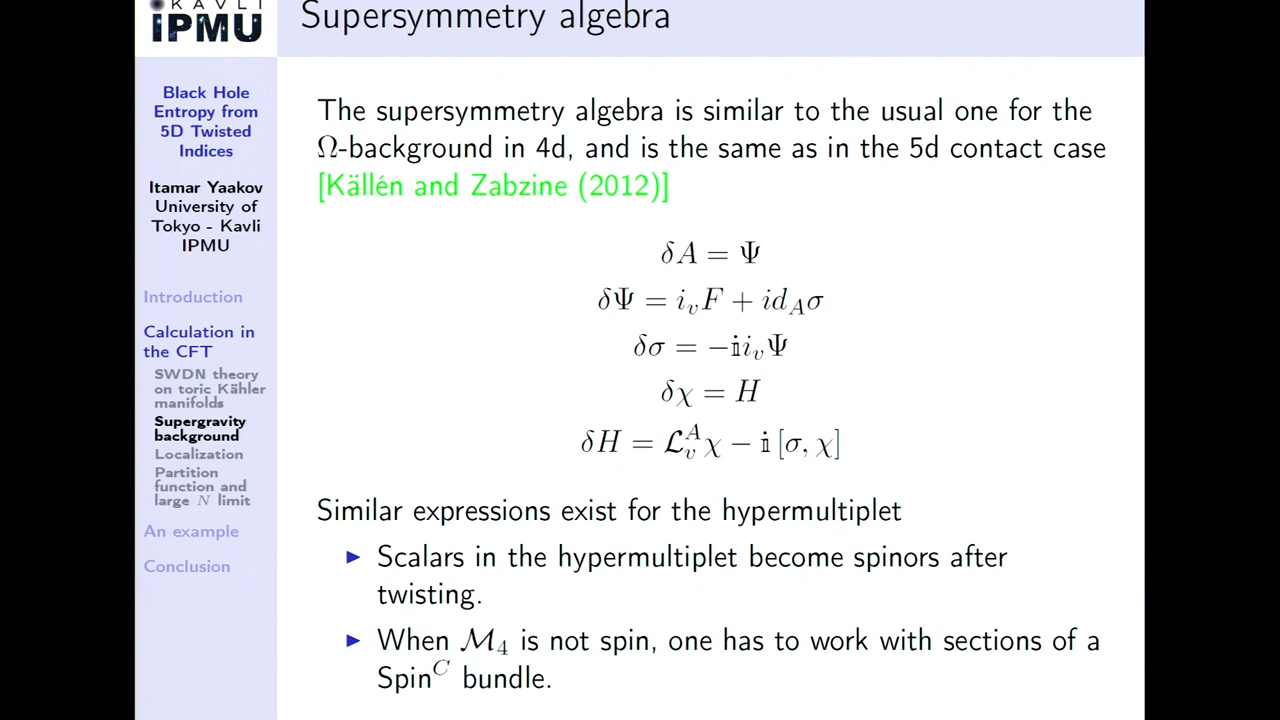 KAVLI
IPMU
Supersymmetry algebra
Black Hole
Entropy from
5D Twisted
Indices
Itamar Yaakov
University of
Tokyo - Kavli
IPMU
Introduction
Calculation in
the CFT
SWDN theory
on toric Kähler
manifolds
Supergravity
background
Localization
Partition
function and
large N limit
An example
Conclusion
The supersymmetry algebra is similar to the usual one for the
Ω-background in 4d, and is the same as in the 5d contact case
[Källén and Zabzine (2012)]
δA = Ψ
δΨ = i_v F + id_A σ
δσ = −𝕚i_v Ψ
δχ = H
δH = ℒ_v^A χ − 𝕚 [σ, χ]
Similar expressions exist for the hypermultiplet
▶ Scalars in the hypermultiplet become spinors after
twisting.
▶ When ℳ₄ is not spin, one has to work with sections of a
Spin^C bundle.